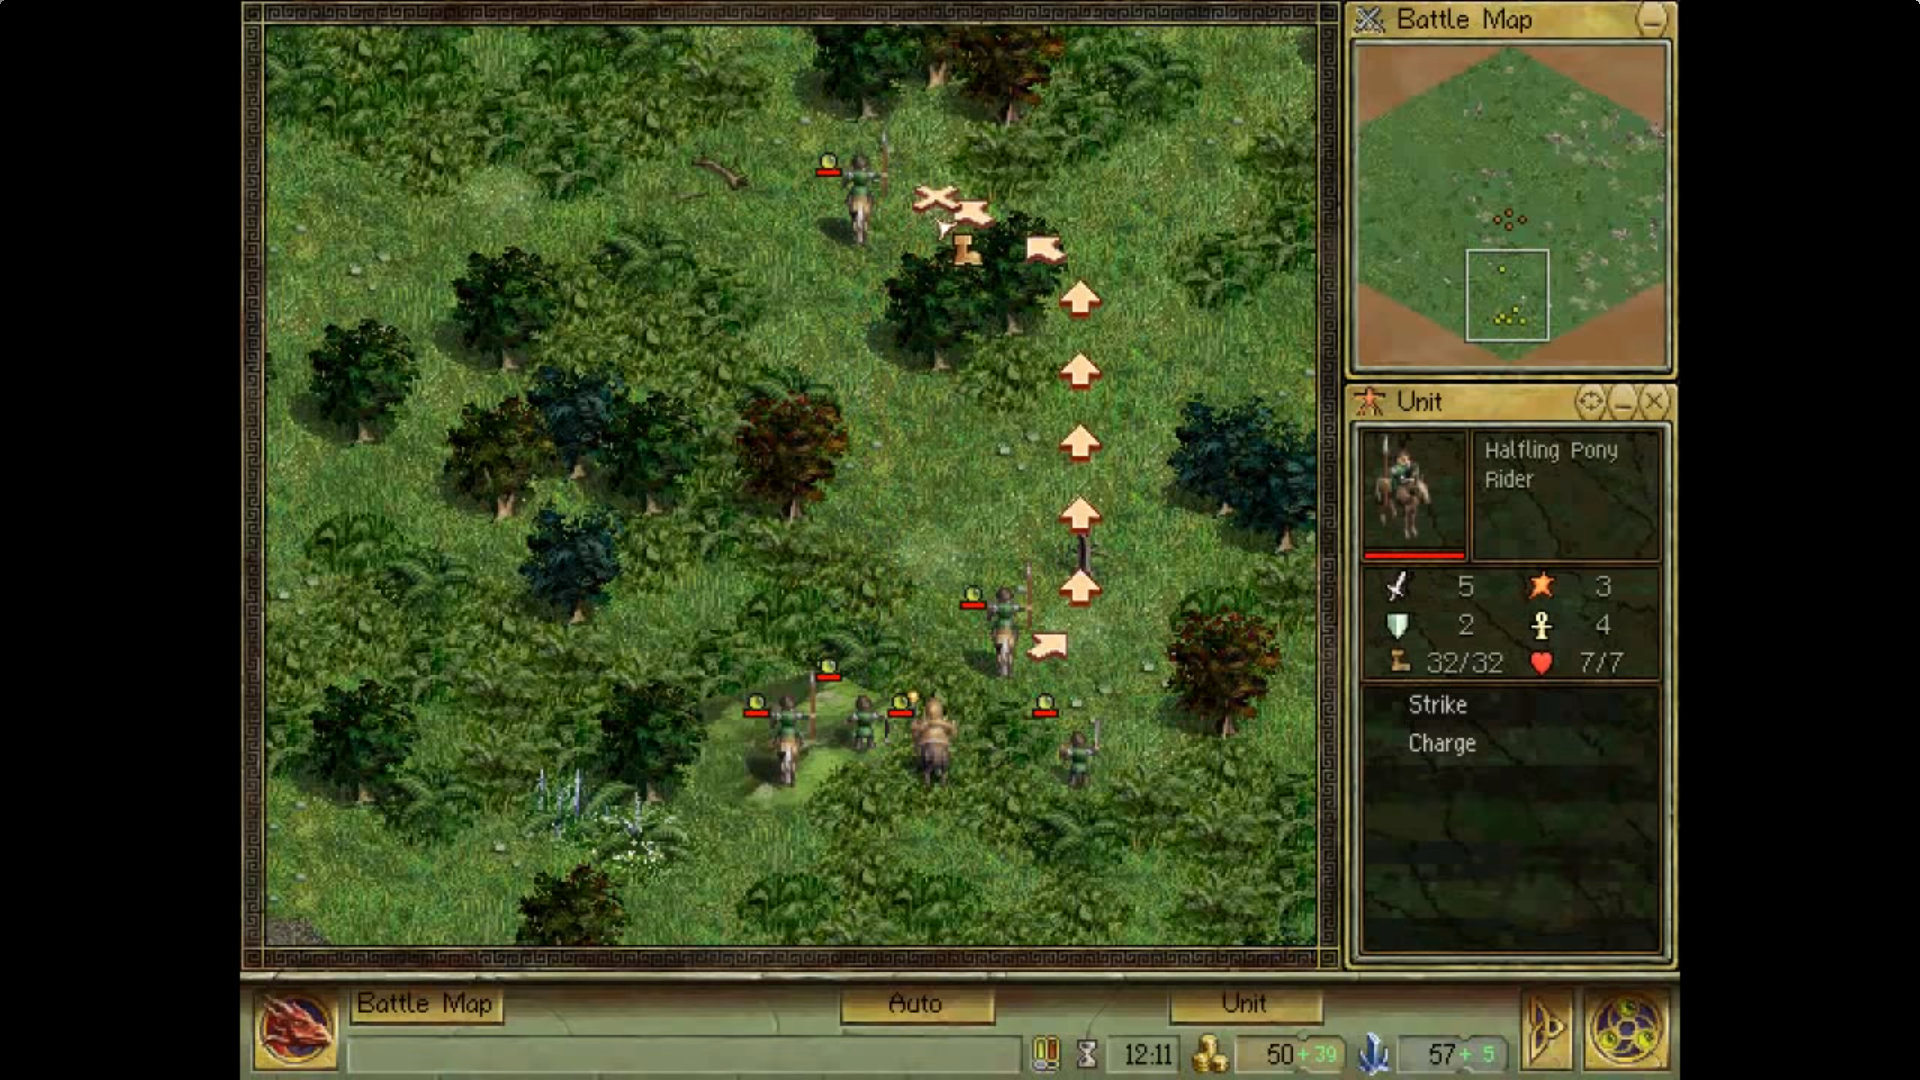 Battle Map
Unit
Halfling Pony
Rider
5 3
2 4
32/32 7/7
Strike
Charge
Battle Map Auto Unit
12:11 50 + 39 57 + 5